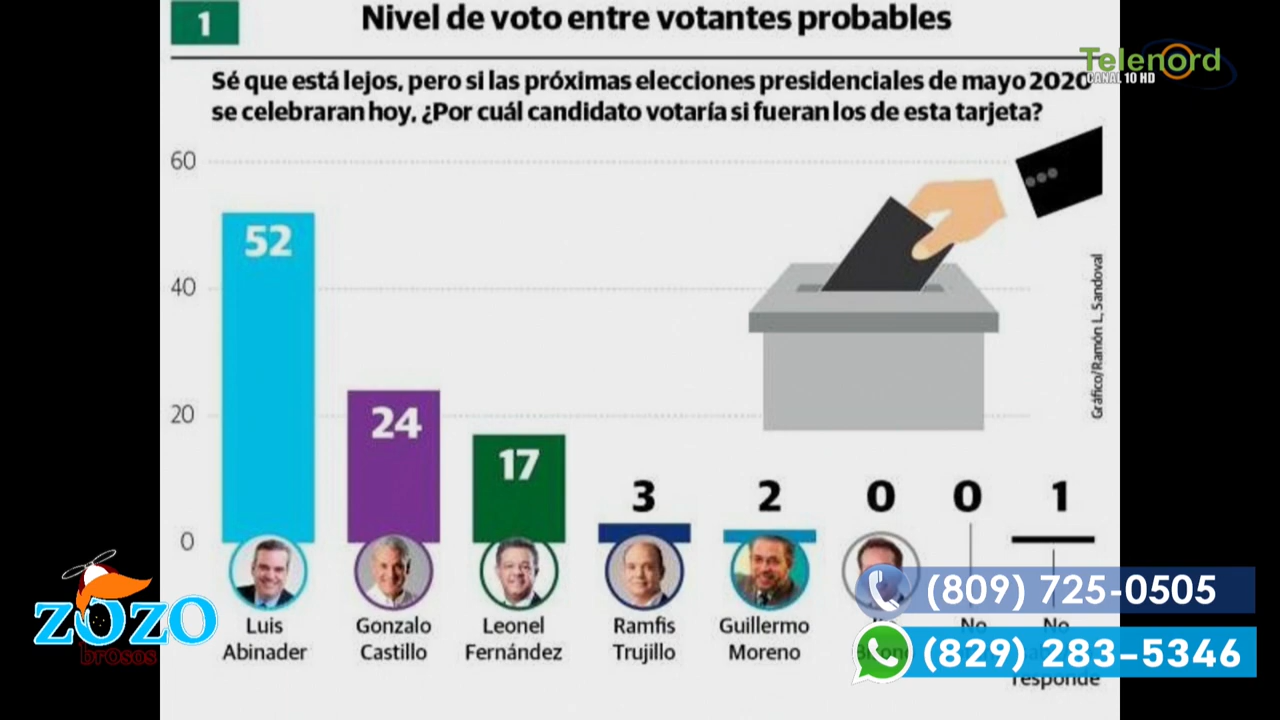 1
Nivel de voto entre votantes probables
Telenord
CANAL 10 HD
Sé que está lejos, pero si las próximas elecciones presidenciales de mayo 2020
se celebraran hoy, ¿Por cuál candidato votaría si fueran los de esta tarjeta?
60
40
20
0
52
24
17
3
2
0
0
1
Gráfico/Ramón L, Sandoval
Luis
Abinader
Gonzalo
Castillo
Leonel
Fernández
Ramfis
Trujillo
Guillermo
Moreno
No
No
responde
(809) 725-0505
(829) 283-5346
ZOZO
brosos